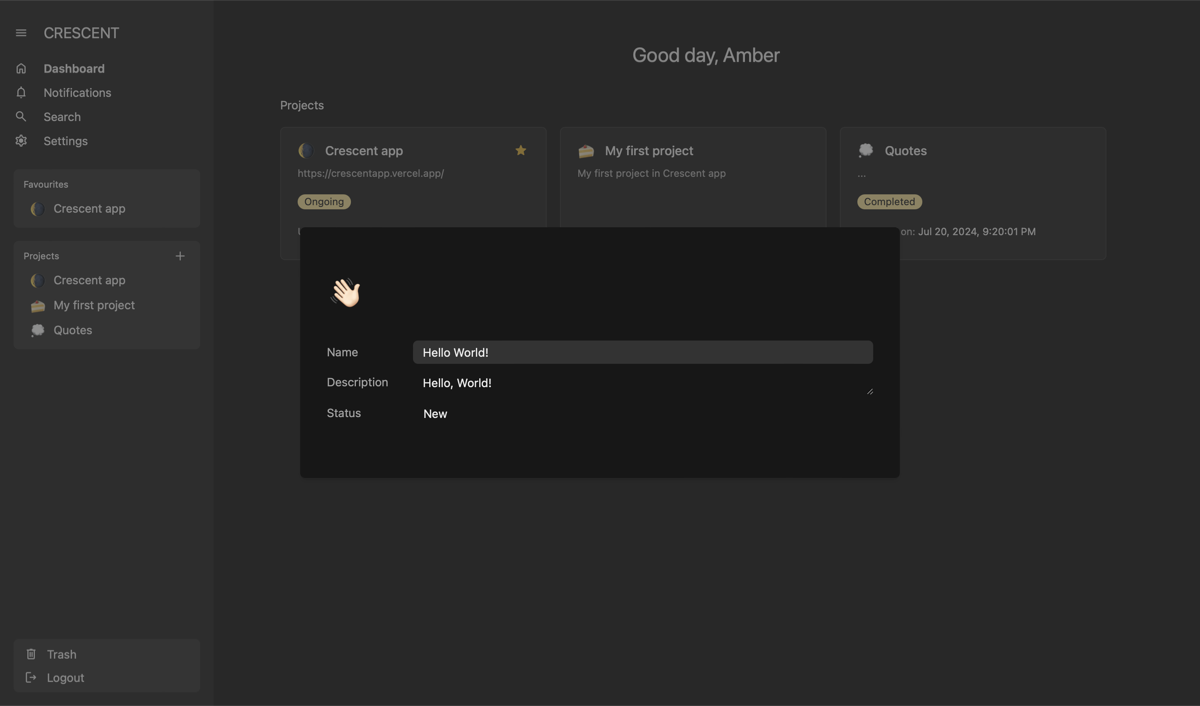 CRESCENT
Dashboard
Notifications
Search
Settings
Favourites
Crescent app
Projects
Crescent app
My first project
Quotes
Trash
Logout
Good day, Amber
Projects
Crescent app
https://crescentapp.vercel.app/
Ongoing
My first project
My first project in Crescent app
Quotes
...
Completed
on: Jul 20, 2024, 9:20:01 PM
Name
Hello World!
Description
Hello, World!
Status
New